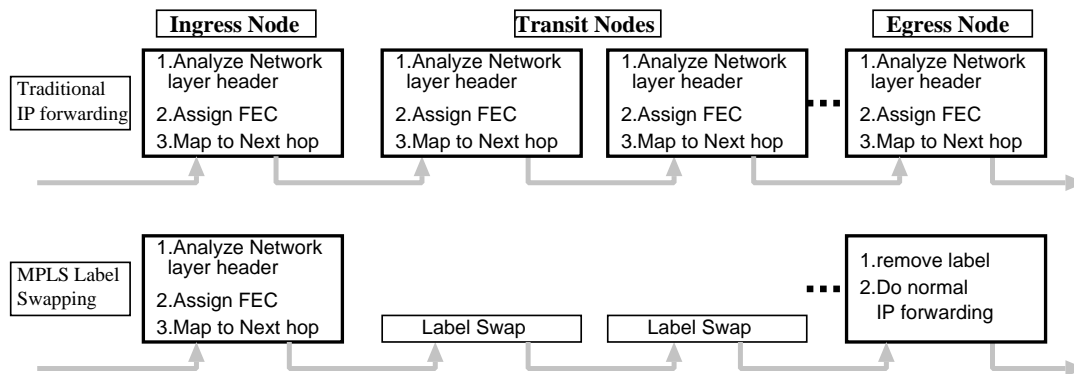 Ingress Node
Transit Nodes
Egress Node
Traditional
IP forwarding
1.Analyze Network
layer header
2.Assign FEC
3.Map to Next hop
1.Analyze Network
layer header
2.Assign FEC
3.Map to Next hop
1.Analyze Network
layer header
2.Assign FEC
3.Map to Next hop
1.Analyze Network
layer header
2.Assign FEC
3.Map to Next hop
MPLS Label
Swapping
1.Analyze Network
layer header
2.Assign FEC
3.Map to Next hop
Label Swap
Label Swap
1.remove label
2.Do normal
IP forwarding